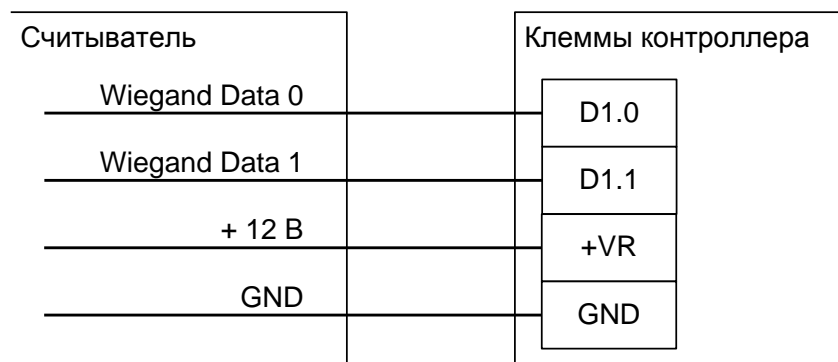 Считыватель
Клеммы контроллера
Wiegand Data 0
D1.0
Wiegand Data 1
D1.1
+ 12 В
+VR
GND
GND